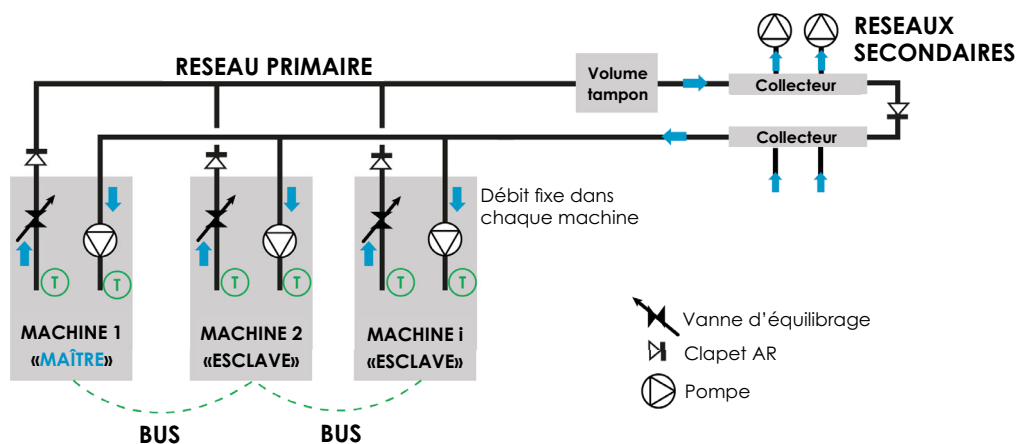 RESEAUX
SECONDAIRES
RESEAU PRIMAIRE
Volume
tampon
Collecteur
Collecteur
Débit fixe dans
chaque machine
T
T
T
T
T
T
MACHINE 1
«MAÎTRE»
MACHINE 2
«ESCLAVE»
MACHINE i
«ESCLAVE»
Vanne d'équilibrage
Clapet AR
Pompe
BUS
BUS